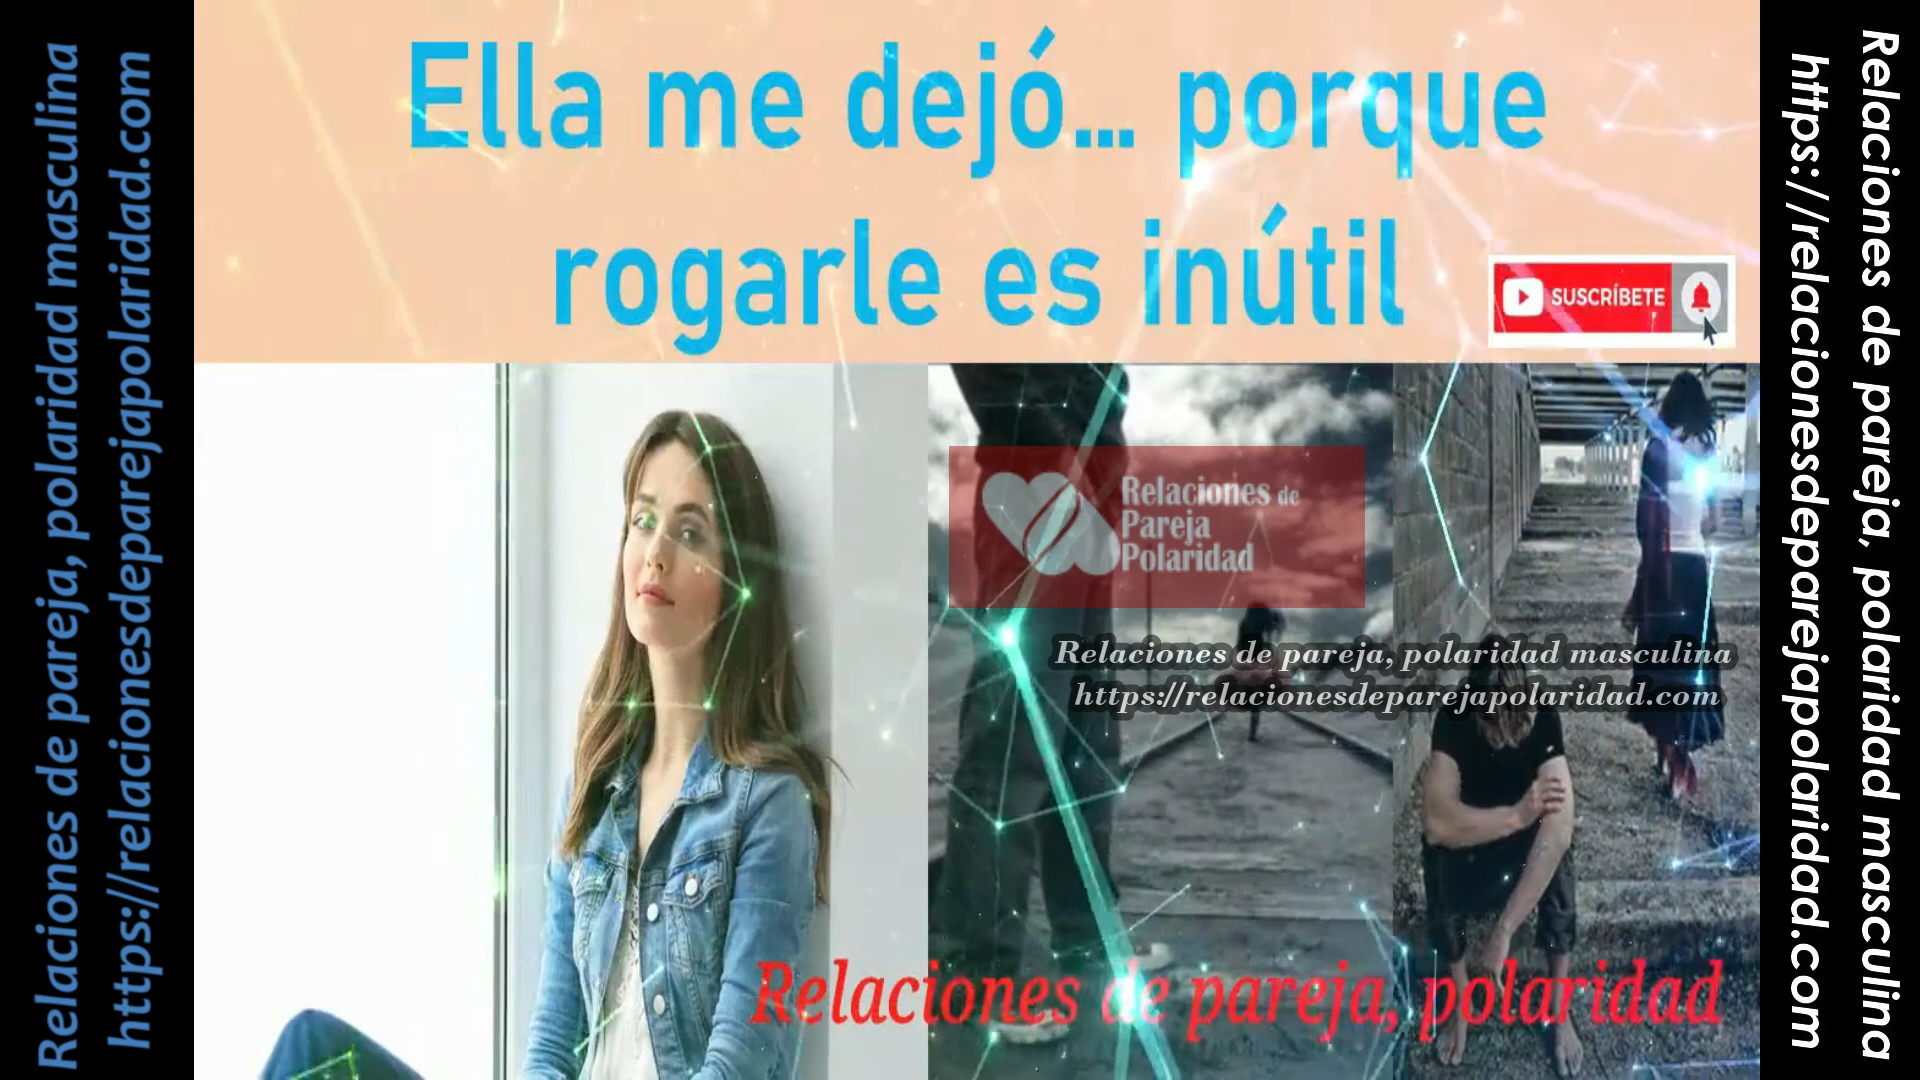 Relaciones de pareja, polaridad masculina
https://relacionesdeparejapolaridad.com
Ella me dejó... porque
rogarle es inútil
SUSCRÍBETE
Relaciones de
Pareja
Polaridad
Relaciones de pareja, polaridad masculina
https://relacionesdeparejapolaridad.com
Relaciones de pareja, polaridad
Relaciones de pareja, polaridad masculina
https://relacionesdeparejapolaridad.com